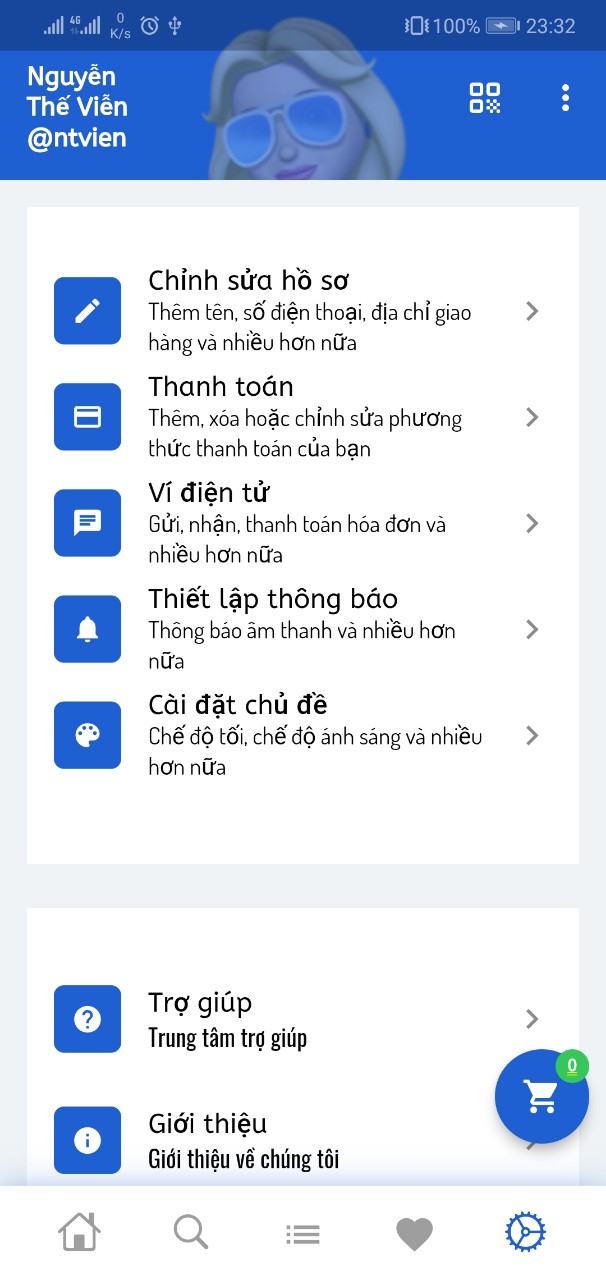 4G 0 K/s 100% 23:32
Nguyễn
Thế Viễn
@ntvien
Chỉnh sửa hồ sơ
Thêm tên, số điện thoại, địa chỉ giao
hàng và nhiều hơn nữa
Thanh toán
Thêm, xóa hoặc chỉnh sửa phương
thức thanh toán của bạn
Ví điện tử
Gửi, nhận, thanh toán hóa đơn và
nhiều hơn nữa
Thiết lập thông báo
Thông báo âm thanh và nhiều hơn
nữa
Cài đặt chủ đề
Chế độ tối, chế độ ánh sáng và nhiều
hơn nữa
Trợ giúp
Trung tâm trợ giúp
0
Giới thiệu
Giới thiệu về chúng tôi